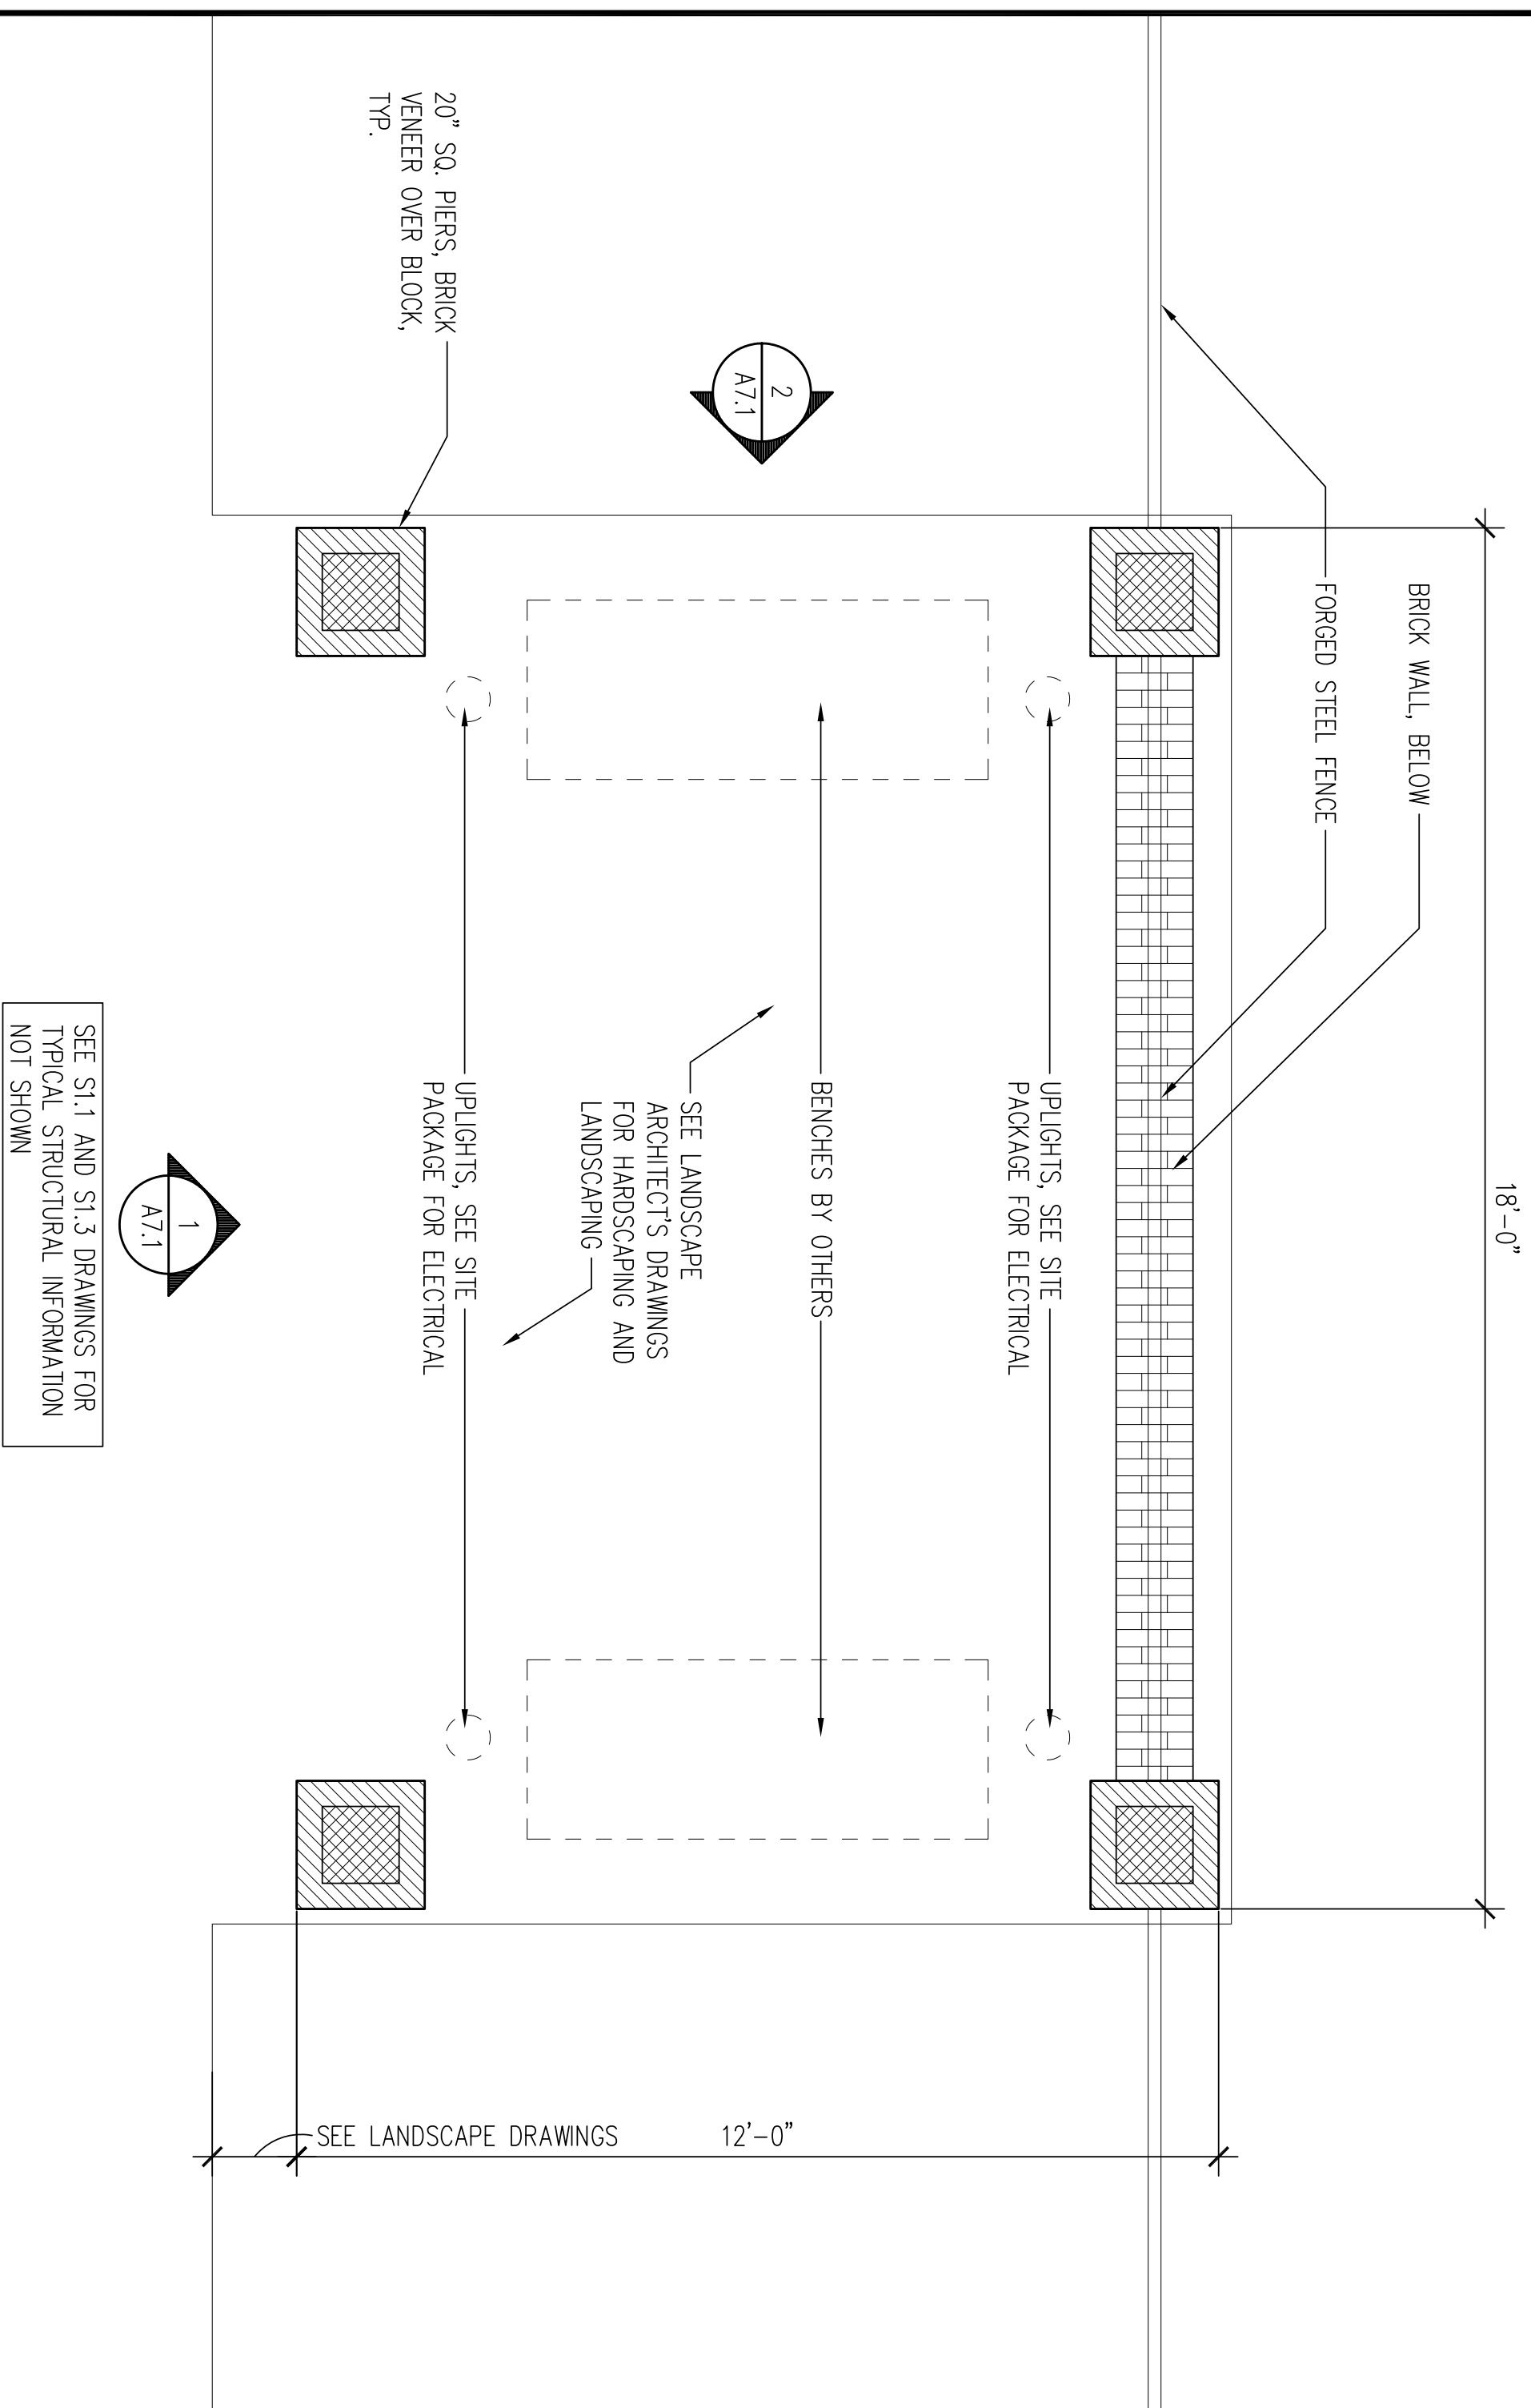 18'-0"
BRICK WALL, BELOW
FORGED STEEL FENCE
UPLIGHTS, SEE SITE
PACKAGE FOR ELECTRICAL
BENCHES BY OTHERS
2
A7.1
SEE LANDSCAPE
ARCHITECT'S DRAWINGS
FOR HARDSCAPING AND
LANDSCAPING
20" SQ. PIERS, BRICK
VENEER OVER BLOCK,
TYP.
UPLIGHTS, SEE SITE
PACKAGE FOR ELECTRICAL
12'-0"
SEE LANDSCAPE DRAWINGS
1
A7.1
SEE S1.1 AND S1.3 DRAWINGS FOR
TYPICAL STRUCTURAL INFORMATION
NOT SHOWN